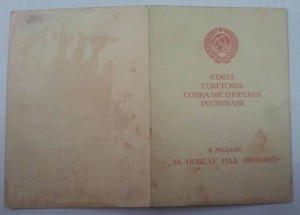 СОЮЗ
СОВЕТСКИХ
СОЦИАЛИСТИЧЕСКИХ
РЕСПУБЛИК
К МЕДАЛИ
„ЗА ПОБЕДУ НАД ЯПОНИЕЙ“